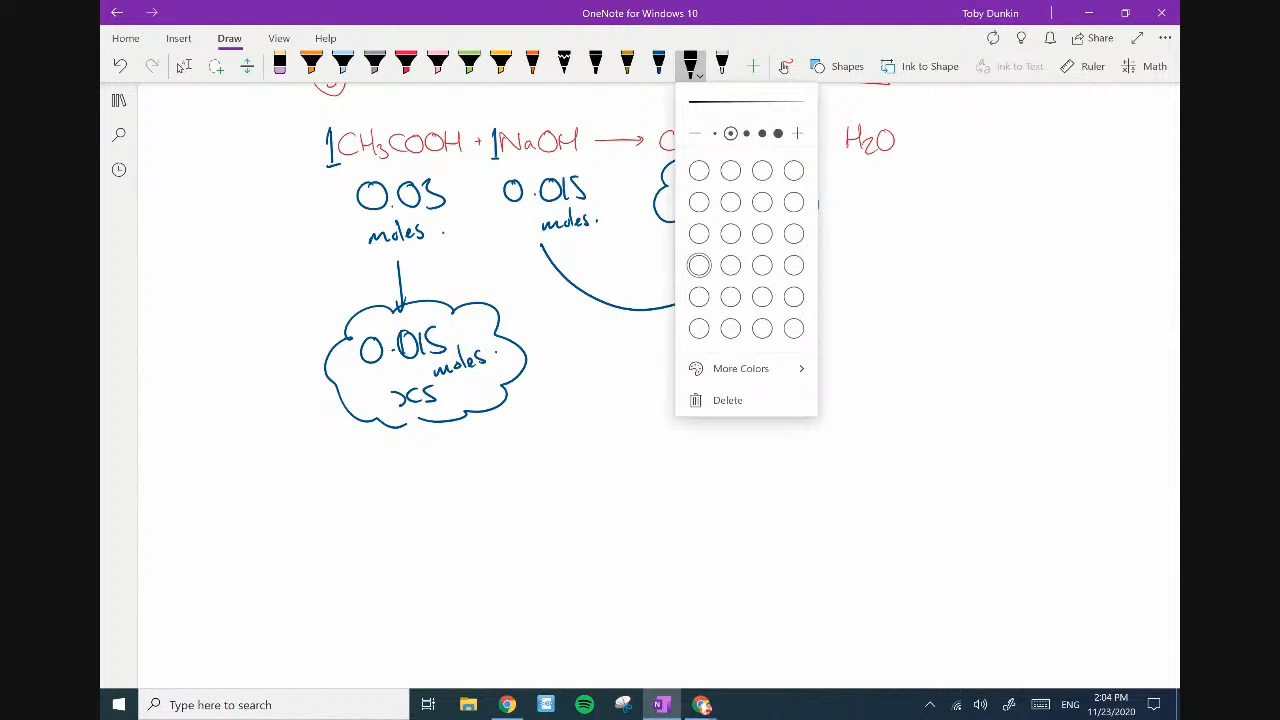 OneNote for Windows 10
Toby Dunkin
Home Insert Draw View Help
Share
Shapes Ink to Shape Ink to Text Ruler Math
1CH3COOH + 1NaOH → C H2O
0.03 0.015
moles. moles.
0.015
moles.
xs
More Colors
Delete
Type here to search
ENG
2:04 PM
11/23/2020